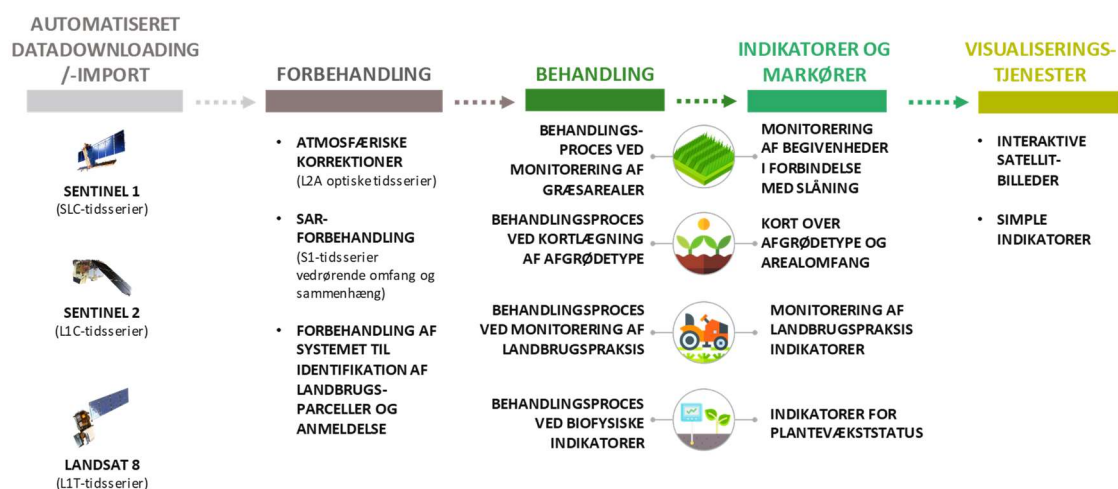 AUTOMATISERET
DATADOWNLOADING
/-IMPORT
FORBEHANDLING
BEHANDLING
INDIKATORER OG
MARKØRER
VISUALISERINGS-
TJENESTER
SENTINEL 1
(SLC-tidsserier)
SENTINEL 2
(L1C-tidsserier)
LANDSAT 8
(L1T-tidsserier)
• ATMOSFÆRISKE
KORREKTIONER
(L2A optiske tidsserier)
• SAR-
FORBEHANDLING
(S1-tidsserier
vedrørende omfang og
sammenhæng)
• FORBEHANDLING AF
SYSTEMET TIL
IDENTIFIKATION AF
LANDBRUGS-
PARCELLER OG
ANMELDELSE
BEHANDLINGS-
PROCES VED
MONITORERING AF
GRÆSAREALER
BEHANDLINGSPROCES
VED KORTLÆGNING
AF AFGRØDETYPE
BEHANDLINGSPROCES
VED MONITORERING AF
LANDBRUGSPRAKSIS
BEHANDLINGSPROCES
VED BIOFYSISKE
INDIKATORER
MONITORERING
AF BEGIVENHEDER
I FORBINDELSE
MED SLÅNING
KORT OVER
AFGRØDETYPE OG
AREALOMFANG
MONITORERING AF
LANDBRUGSPRAKSIS
INDIKATORER
INDIKATORER FOR
PLANTEVÆKSTSTATUS
• INTERAKTIVE
SATELLIT-
BILLEDER
• SIMPLE
INDIKATORER